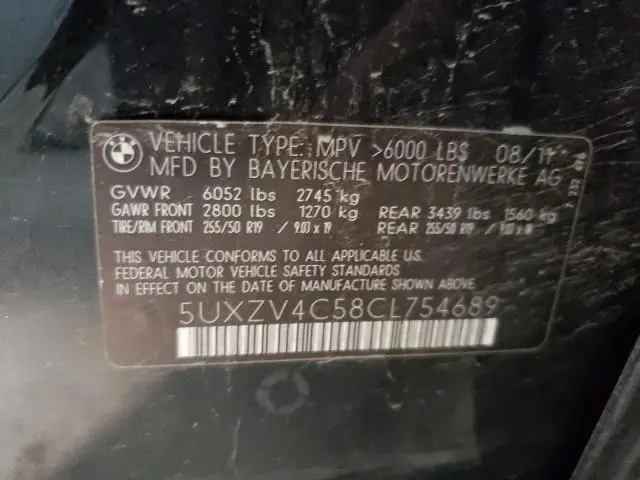 BMW
VEHICLE TYPE: MPV >6000 LBS 08/11
MFD BY BAYERISCHE MOTORENWERKE AG
GVWR 6052 lbs 2745 kg
GAWR FRONT 2800 lbs 1270 kg REAR 3439 lbs 1560 kg
TIRE/RIM FRONT 255/50 R19 / 9.0J x 19 REAR 255/50 R19 /
THIS VEHICLE CONFORMS TO ALL APPLICABLE
FEDERAL MOTOR VEHICLE SAFETY STANDARDS
IN EFFECT ON THE DATE OF MANUFACTURE SHOWN ABOVE
5UXZV4C58CL754689